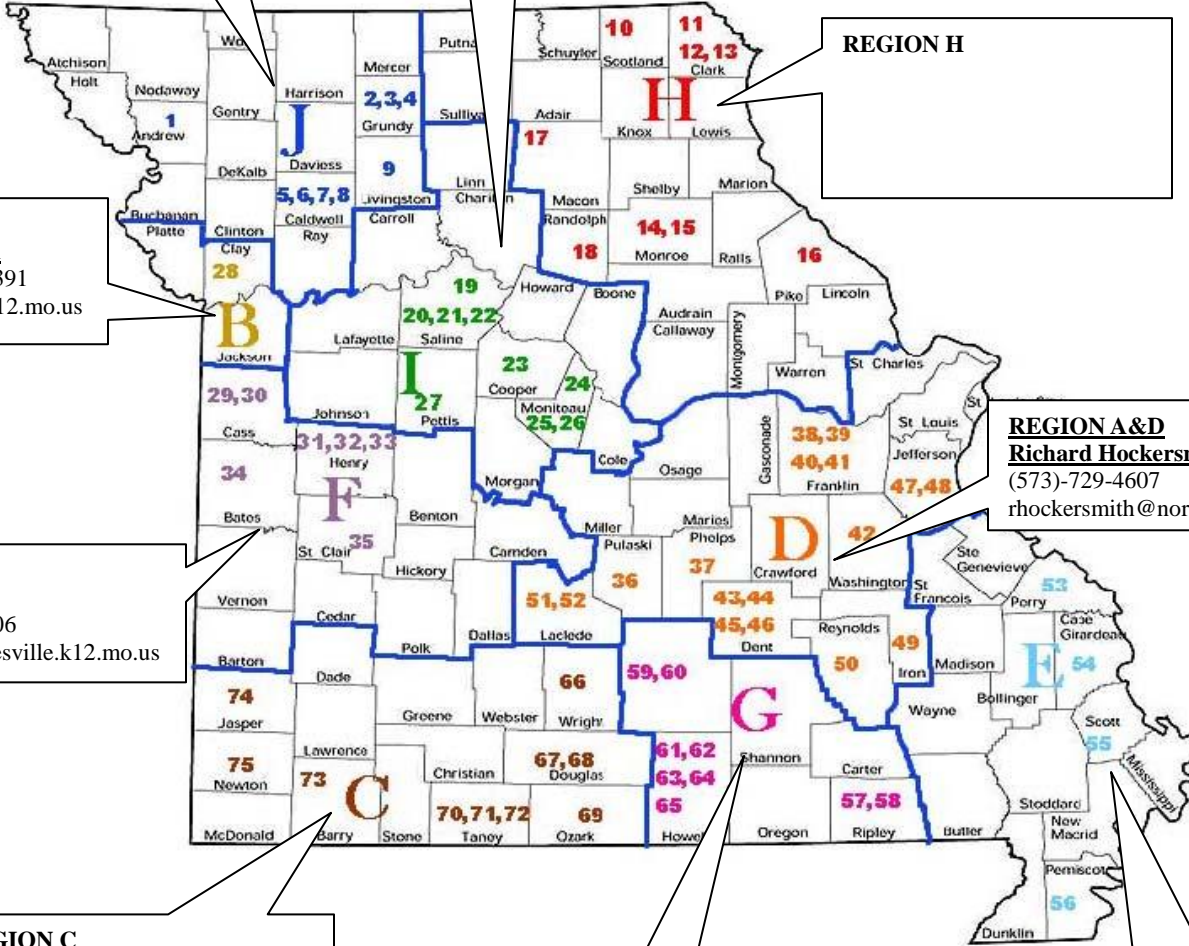 Wo
Putna
Schuyler
10
Scotland
11
12, 13
Clark
REGION H
Atchison
Holt
Nodaway
1
Andrew
Gentry
Harrison
J
Mercer
2, 3, 4
Grundy
Sulliva
Adair
H
Knox
Lewis
17
DeKalb
Daviess
5, 6, 7, 8
9
Livingston
Linn
Chariton
Macon
Shelby
Marion
Buchanan
Platte
Clinton
Clay
Caldwell
Ray
Carroll
Randolph
18
14, 15
Monroe
Ralls
16
Pike
Lincoln
391
12.mo.us
28
B
Jackson
Lafayette
19
20, 21, 22
Saline
Howard
Boone
Audrain
Callaway
Montgomery
Warren
St Charles
29, 30
Cass
Johnson
I
27
Pettis
23
Cooper
24
Moniteau
25, 26
Cole
Osage
Gasconade
38, 39
40, 41
Franklin
St
St Louis
Jefferson
47, 48
REGION A&D
Richard Hockersm
(573)-729-4607
rhockersmith@nor
31, 32, 33
Henry
34
Bates
F
35
St Clair
Benton
Morgan
Miller
Maries
Camden
Hickory
Pulaski
36
Phelps
37
D
Crawford
42
Washington
St
Francois
Ste
Genevieve
53
Perry
06
esville.k12.mo.us
Vernon
Cedar
Polk
Dallas
51, 52
Laclede
43, 44
45, 46
Dent
Reynolds
50
49
Iron
Madison
Bollinger
E
Cape
Girardeau
54
Barton
74
Jasper
Dade
Greene
Webster
66
Wright
59, 60
G
Shannon
Wayne
Scott
55
Mississippi
75
Newton
Lawrence
73
C
Christian
67, 68
Douglas
61, 62
63, 64
65
Carter
57, 58
Stoddard
New
Macrid
McDonald
Barry
Stone
70, 71, 72
Taney
69
Ozark
Howell
Oregon
Ripley
Butler
Pemiscot
56
Dunklin
GION C